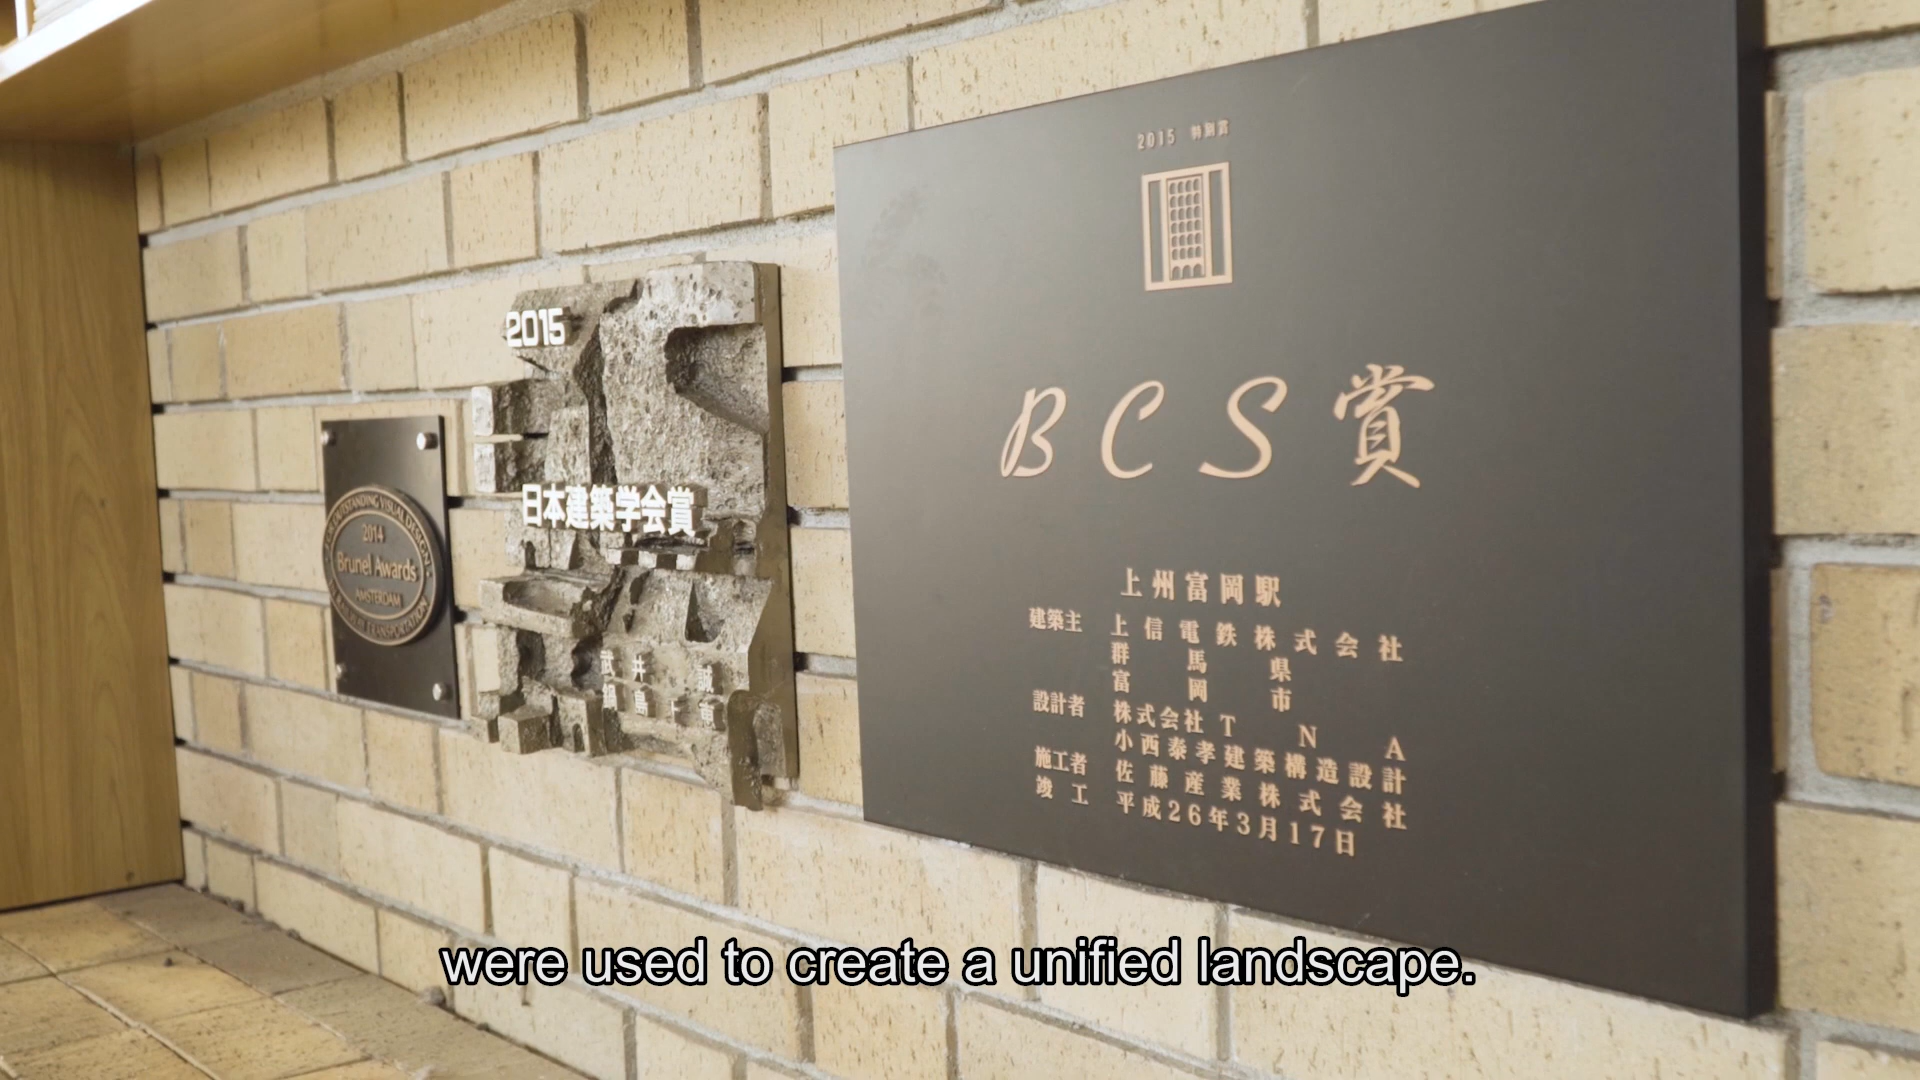 OUTSTANDING VISUAL DESIGN
2014
Brunel Awards
AMSTERDAM
2015
日本建築学会賞
武井 誠
鍋島千恵
2015 特別賞
BCS賞
上州富岡駅
建築主 上信電鉄株式会社
群馬県
富岡市
設計者 株式会社TNA
小西泰孝建築構造設計
施工者 佐藤産業株式会社
竣工 平成26年3月17日
were used to create a unified landscape.